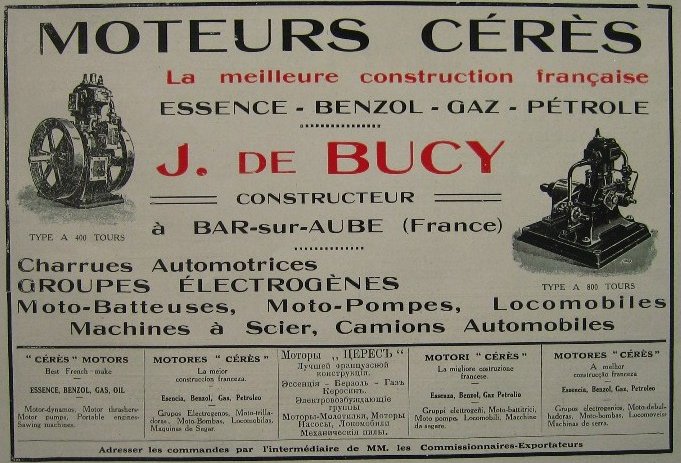 MOTEURS CÉRÈS
La meilleure construction française
ESSENCE - BENZOL - GAZ - PÉTROLE
J. DE BUCY
CONSTRUCTEUR
à BAR-sur-AUBE (France)
TYPE A 400 TOURS
TYPE A 800 TOURS
Charrues Automotrices
GROUPES ÉLECTROGÈNES
Moto-Batteuses, Moto-Pompes, Locomobiles
Machines à Scier, Camions Automobiles
"CÉRÈS" MOTORS
Best French make
ESSENCE, BENZOL, GAS, OIL
Motor-dynamos, Motor thrashers-
Motor pumps, Portable engines-
Sawing machines.
MOTORES "CÉRÈS"
La mejor
construccion franceza.
Esencia, Benzol, Gas, Petroleo
Grupos Electrogenos, Moto-trilla-
doras, Moto-Bombas, Locomobilas,
Maquinas de Segar.
Моторы „ЦЕРЕСЪ"
Лучшей французской
конструкціи.
Эссенція - Бензолъ - Газъ
Керосинъ.
Электровозбуждающіе
группы
Моторы-Молотилки, Моторы
Насосы, Локомобили
Механическія пилы.
MOTORI "CÉRÈS"
La migliore costruzione
francese.
Essenza, Benzol, Gaz Petrolio
Gruppi elettrogeni, Moto-battitrici,
Moto pompe, Locomobili, Macchine
da segare.
MOTORES "CÉRÈS"
A melhor
construcção franceza
Essencia, Benzol, Gaz, Petroleo
Grupos electrogenios, Moto-debul-
hadoras, Moto-bombas, Locomoveis
Machinas de serra.
Adresser les commandes par l'intermédiaire de MM. les Commissionnaires-Exportateurs